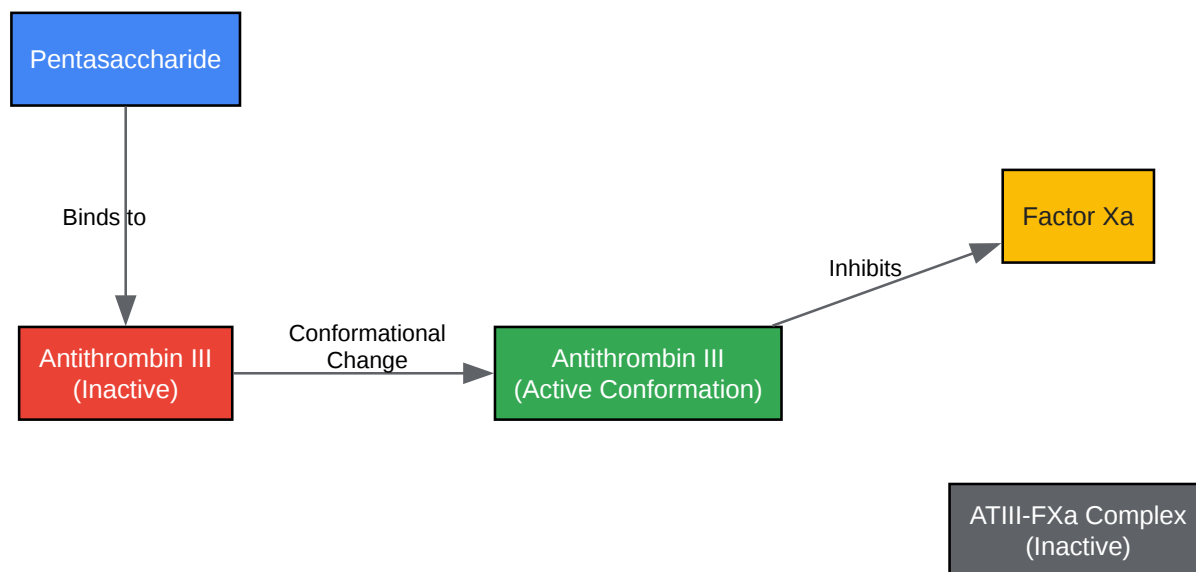 Pentasaccharide
Binds to
Factor Xa
Inhibits
Antithrombin III
(Inactive)
Conformational
Change
Antithrombin III
(Active Conformation)
ATIII-FXa Complex
(Inactive)